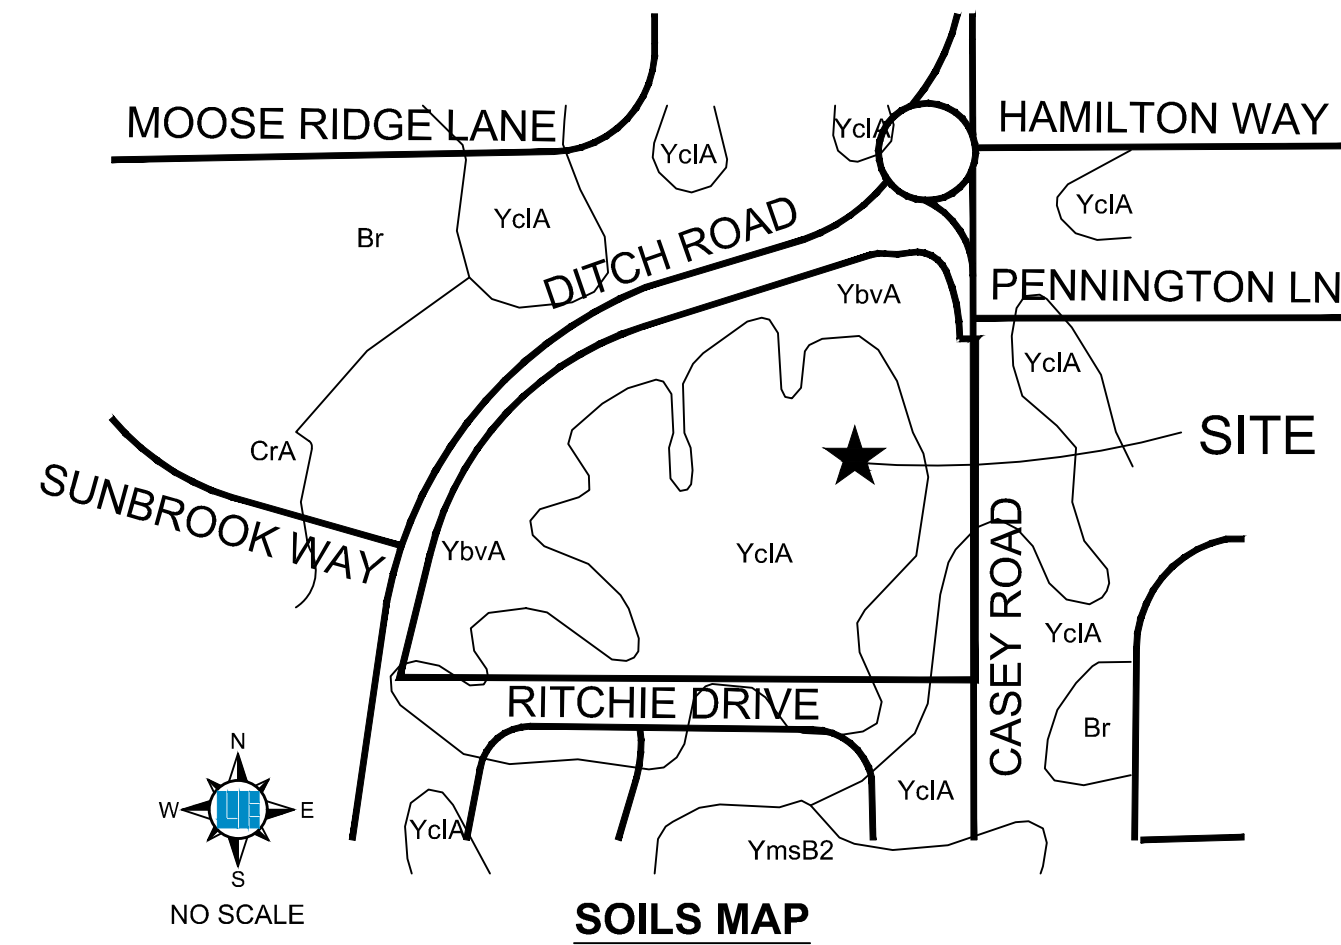 MOOSE RIDGE LANE
HAMILTON WAY
YclA
YclA
YclA
YclA
Br
DITCH ROAD
PENNINGTON LN
YbvA
YclA
SITE
CrA
SUNBROOK WAY
YbvA
YclA
CASEY ROAD
YclA
RITCHIE DRIVE
Br
N
W
E
S
NO SCALE
YclA
YclA
YmsB2
SOILS MAP